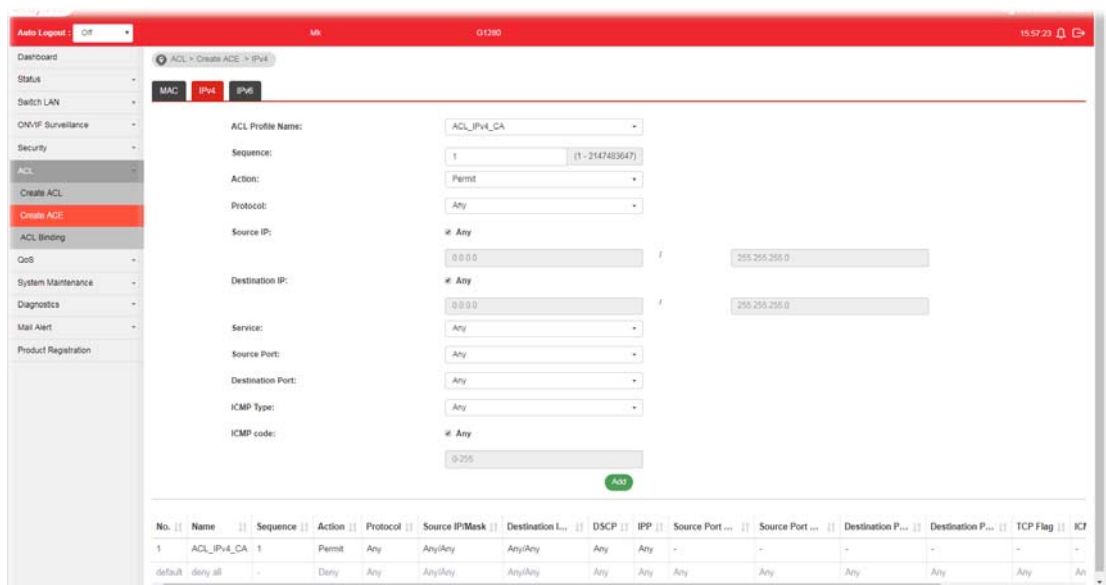 Auto Logout : Off Mk G1280 15:57:23
Dashboard
Status
Switch LAN
ONVIF Surveillance
Security
ACL
Create ACL
Create ACE
ACL Binding
QoS
System Maintenance
Diagnostics
Mail Alert
Product Registration
ACL > Create ACE > IPv4
MAC IPv4 IPv6
ACL Profile Name: ACL_IPv4_CA
Sequence: 1 (1 - 2147483647)
Action: Permit
Protocol: Any
Source IP: Any
0.0.0.0 / 255.255.255.0
Destination IP: Any
0.0.0.0 / 255.255.255.0
Service: Any
Source Port: Any
Destination Port: Any
ICMP Type: Any
ICMP code: Any
0-255
Add
No. Name Sequence Action Protocol Source IP/Mask Destination I... DSCP IPP Source Port ... Source Port ... Destination P... Destination P... TCP Flag
1 ACL_IPv4_CA 1 Permit Any Any/Any Any/Any Any Any - - - - -
default deny all - Deny Any Any/Any Any/Any Any Any Any Any Any Any Any